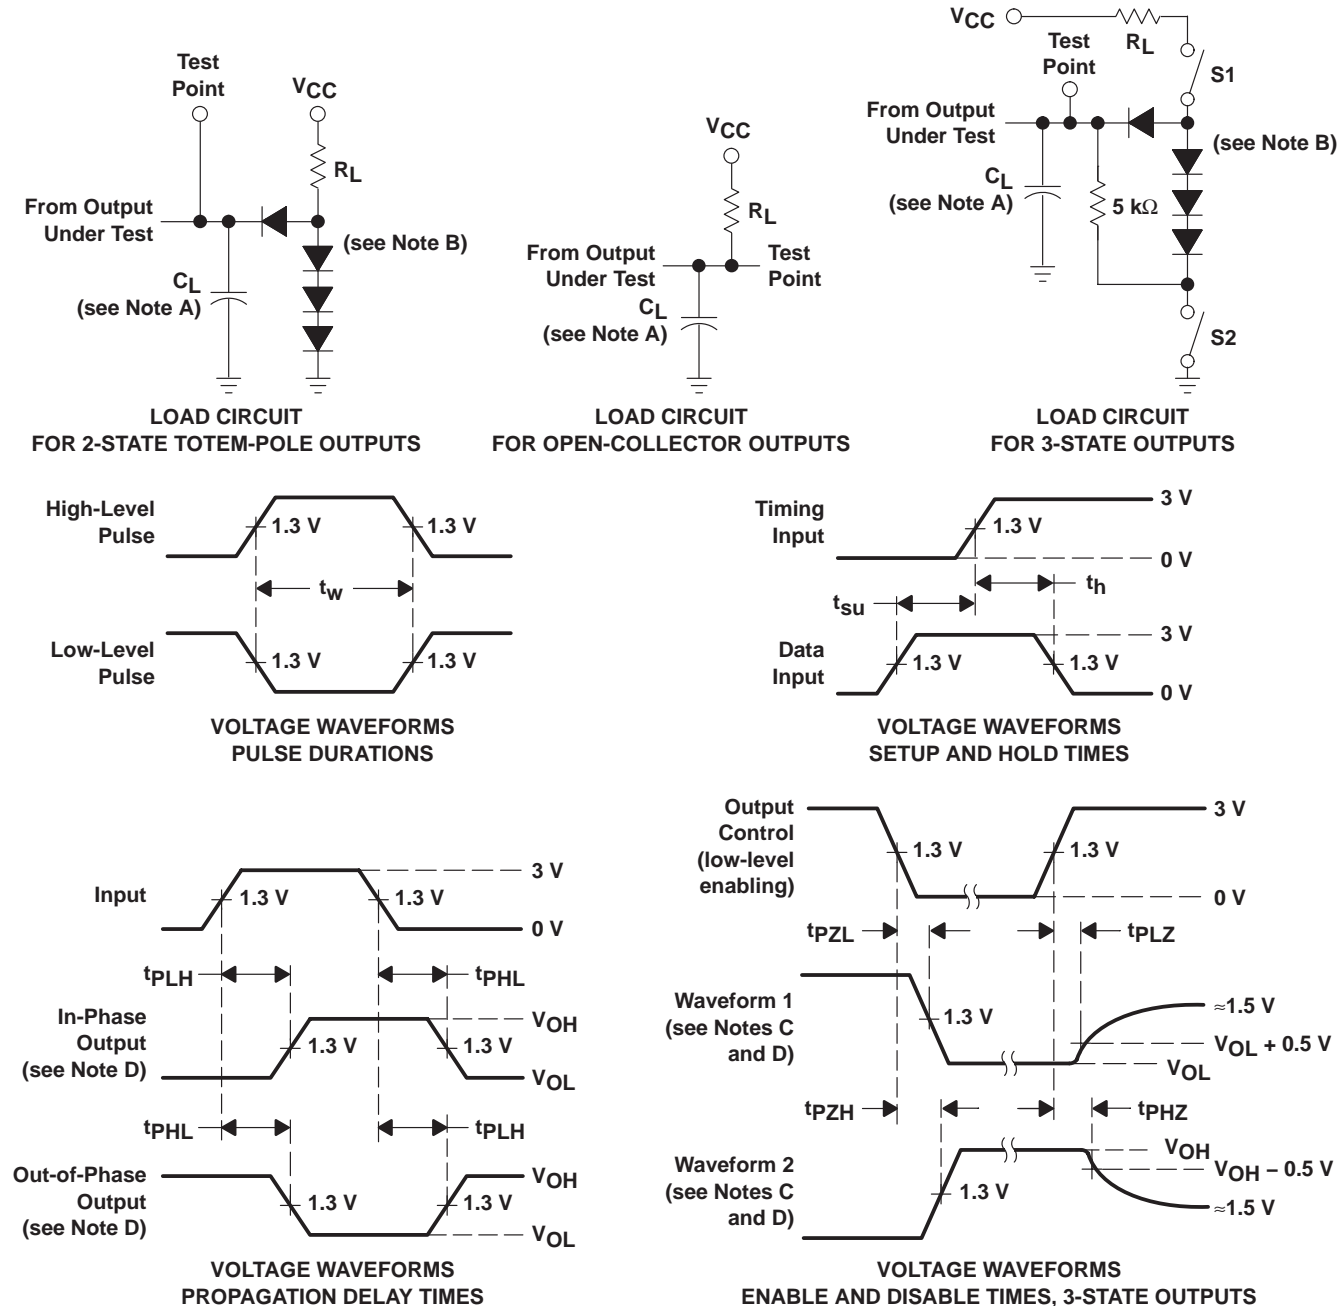 Test
Point
VCC
RL
From Output
Under Test
(see Note B)
CL
(see Note A)
LOAD CIRCUIT
FOR 2-STATE TOTEM-POLE OUTPUTS
VCC
RL
From Output
Under Test
Test
Point
CL
(see Note A)
LOAD CIRCUIT
FOR OPEN-COLLECTOR OUTPUTS
VCC
RL
Test
Point
S1
From Output
Under Test
(see Note B)
CL
(see Note A)
5 kΩ
S2
LOAD CIRCUIT
FOR 3-STATE OUTPUTS
High-Level
Pulse
1.3 V
1.3 V
tw
Low-Level
Pulse
1.3 V
1.3 V
VOLTAGE WAVEFORMS
PULSE DURATIONS
Timing
Input
3 V
1.3 V
0 V
th
tsu
Data
Input
3 V
1.3 V
1.3 V
0 V
VOLTAGE WAVEFORMS
SETUP AND HOLD TIMES
Input
3 V
1.3 V
1.3 V
0 V
tPLH
tPHL
In-Phase
Output
(see Note D)
VOH
1.3 V
1.3 V
VOL
tPHL
tPLH
Out-of-Phase
Output
(see Note D)
VOH
1.3 V
1.3 V
VOL
VOLTAGE WAVEFORMS
PROPAGATION DELAY TIMES
Output
Control
(low-level
enabling)
3 V
1.3 V
1.3 V
0 V
tPZL
tPLZ
Waveform 1
(see Notes C
and D)
1.3 V
≈1.5 V
VOL + 0.5 V
VOL
tPZH
tPHZ
Waveform 2
(see Notes C
and D)
1.3 V
VOH
VOH − 0.5 V
≈1.5 V
VOLTAGE WAVEFORMS
ENABLE AND DISABLE TIMES, 3-STATE OUTPUTS